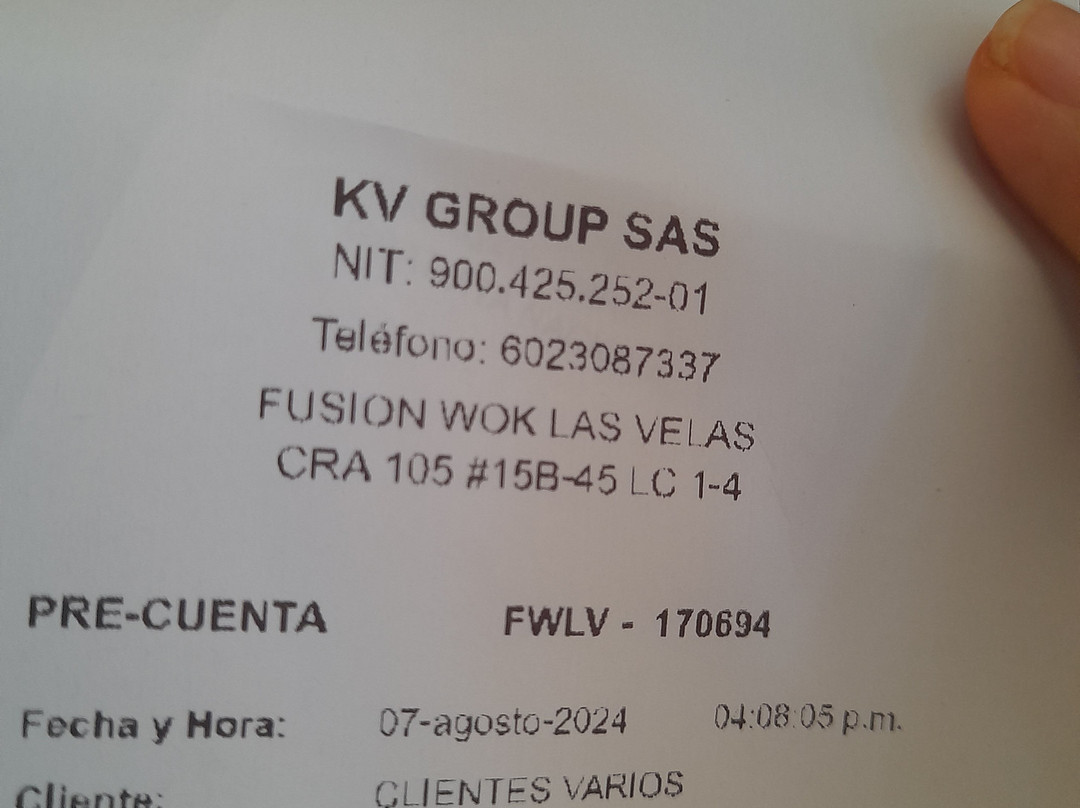 KV GROUP SAS
NIT: 900.425.252-01
Teléfono: 6023087337
FUSION WOK LAS VELAS
CRA 105 #15B-45 LC 1-4
PRE-CUENTA FWLV - 170694
Fecha y Hora: 07-agosto-2024 04:08:05 p.m.
Cliente: CLIENTES VARIOS